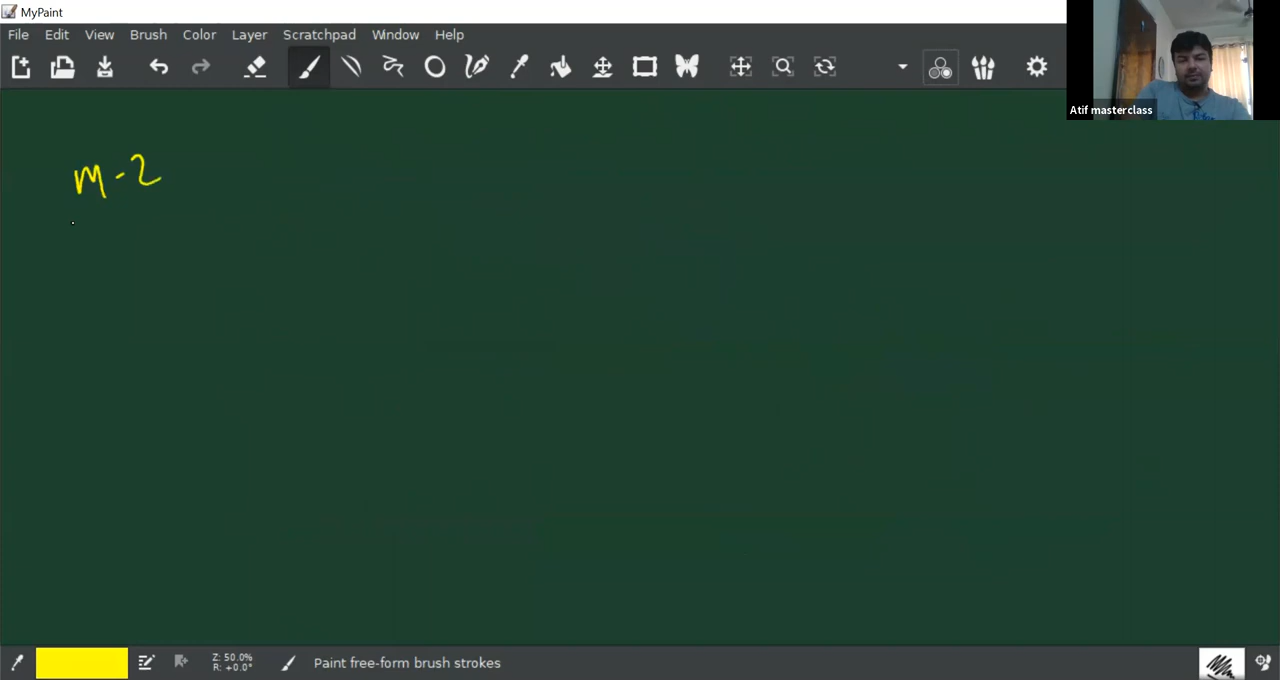 MyPaint
File Edit View Brush Color Layer Scratchpad Window Help
Atif masterclass
m-2
Z: 50.0%
R: +0.0°
Paint free-form brush strokes